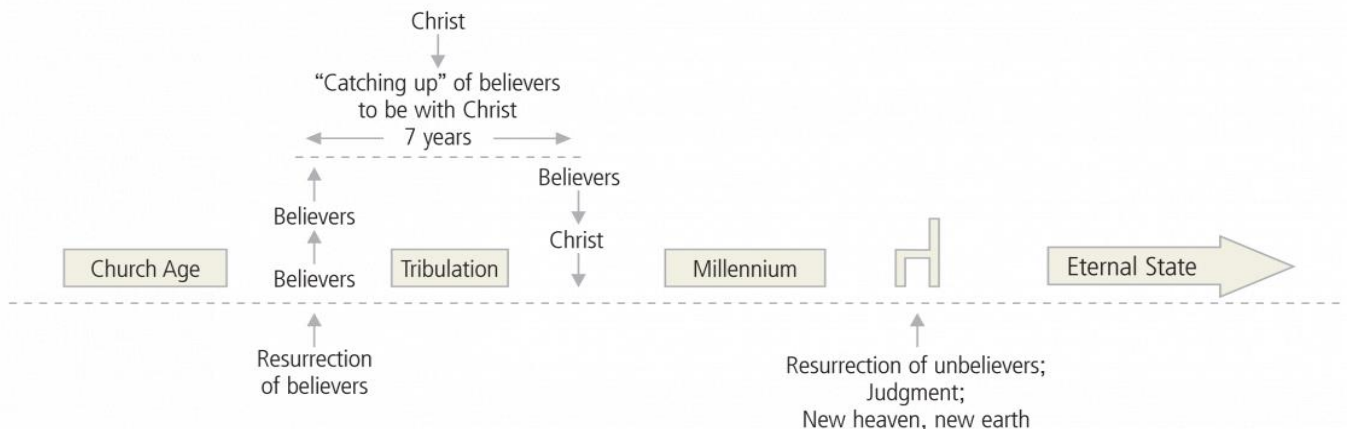 Christ
“Catching up” of believers
to be with Christ
7 years
Believers
Believers
Christ
Church Age
Believers
Tribulation
Millennium
Eternal State
Resurrection
of believers
Resurrection of unbelievers;
Judgment;
New heaven, new earth